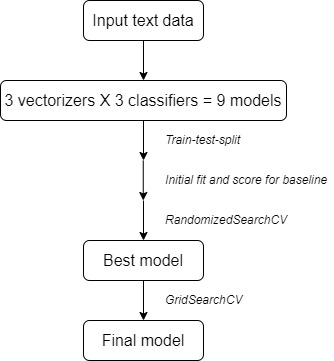 Input text data
3 vectorizers X 3 classifiers = 9 models
Train-test-split
Initial fit and score for baseline
RandomizedSearchCV
Best model
GridSearchCV
Final model